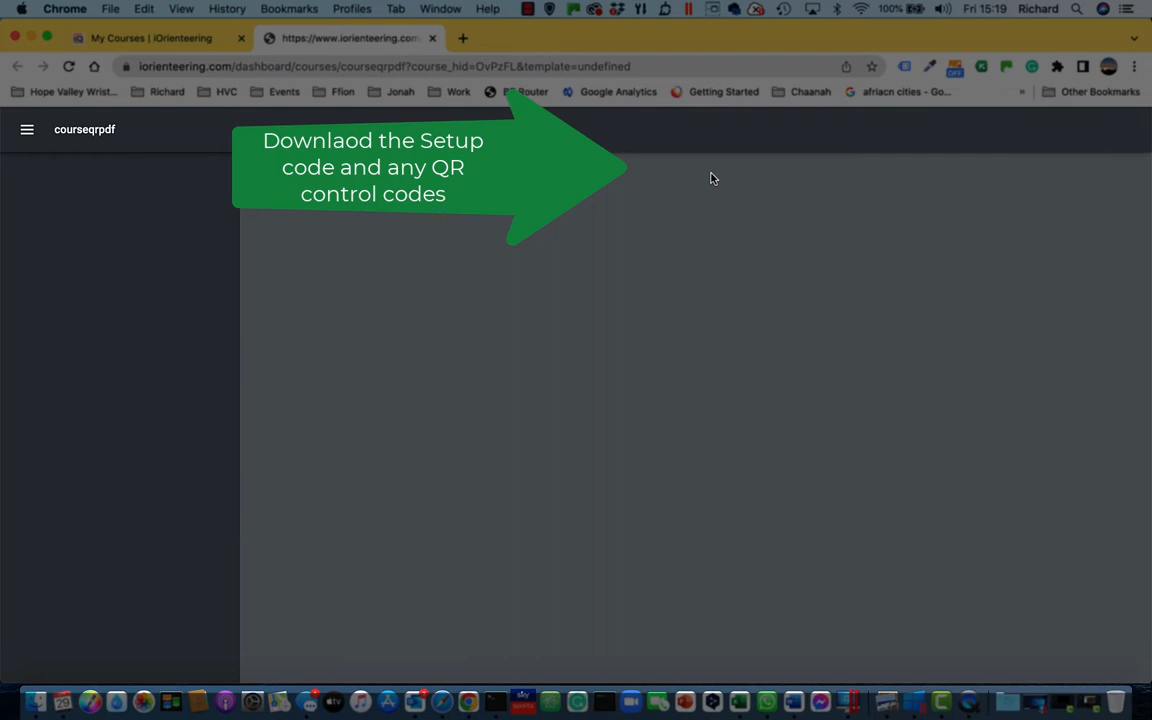 Chrome File Edit View History Bookmarks Profiles Tab Window Help 100% Fri 15:19 Richard
My Courses | iOrienteering https://www.iorienteering.com
iorienteering.com/dashboard/courses/courseqrpdf?course_hid=OvPzFL&template=undefined
Hope Valley Wrist... Richard HVC Events Ffion Jonah Work Router Google Analytics Getting Started Chaanah afriacn cities - Go... » Other Bookmarks
courseqrpdf
Downlaod the Setup
code and any QR
control codes